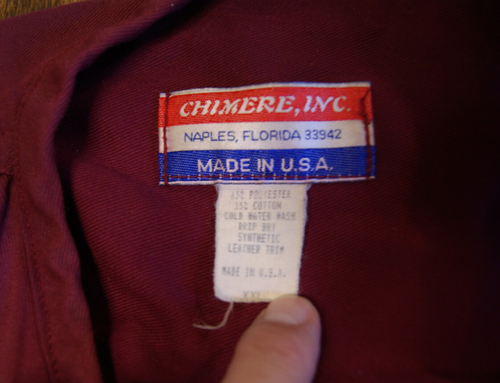 CHIMERE, INC.
NAPLES, FLORIDA 33942
MADE IN U.S.A.
65% POLYESTER
35% COTTON
COLD WATER WASH
DRIP DRY
SYNTHETIC
LEATHER TRIM
MADE IN U.S.A.
XXL